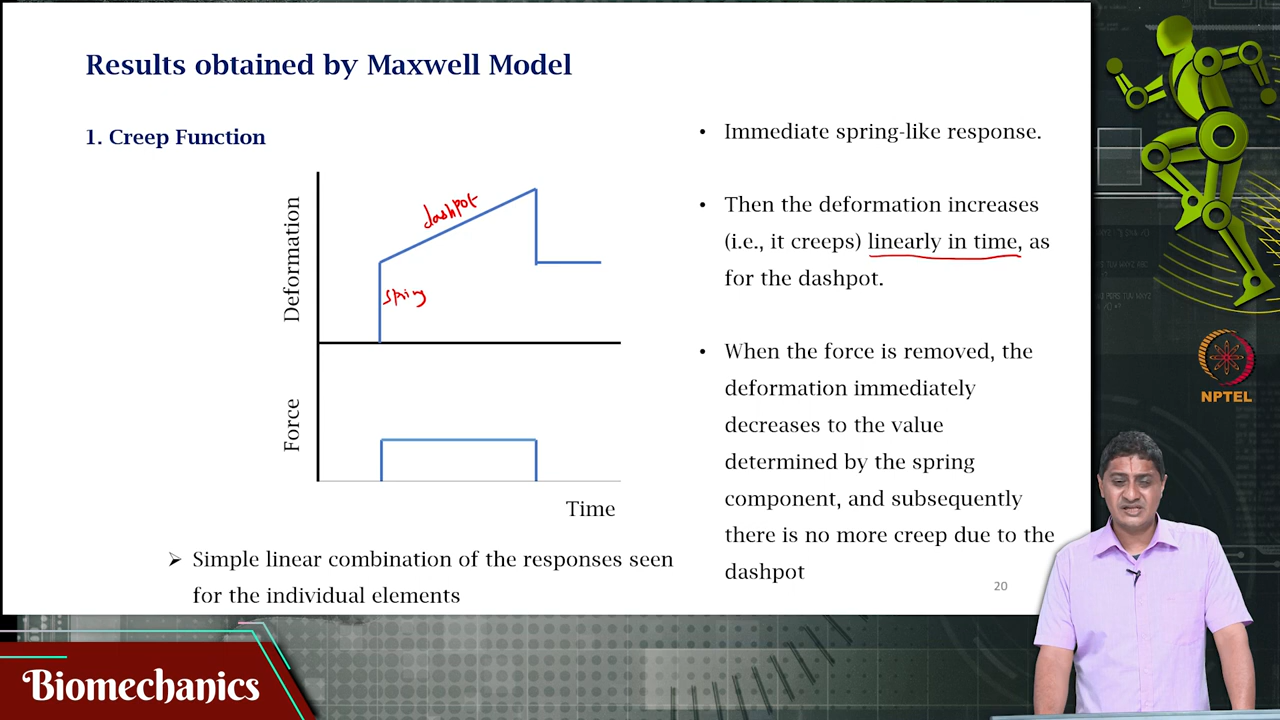 Results obtained by Maxwell Model
1. Creep Function
Deformation
dashpot
spring
Force
Time
➢ Simple linear combination of the responses seen
for the individual elements
• Immediate spring-like response.
• Then the deformation increases
(i.e., it creeps) linearly in time, as
for the dashpot.
• When the force is removed, the
deformation immediately
decreases to the value
determined by the spring
component, and subsequently
there is no more creep due to the
dashpot
20
NPTEL
Biomechanics